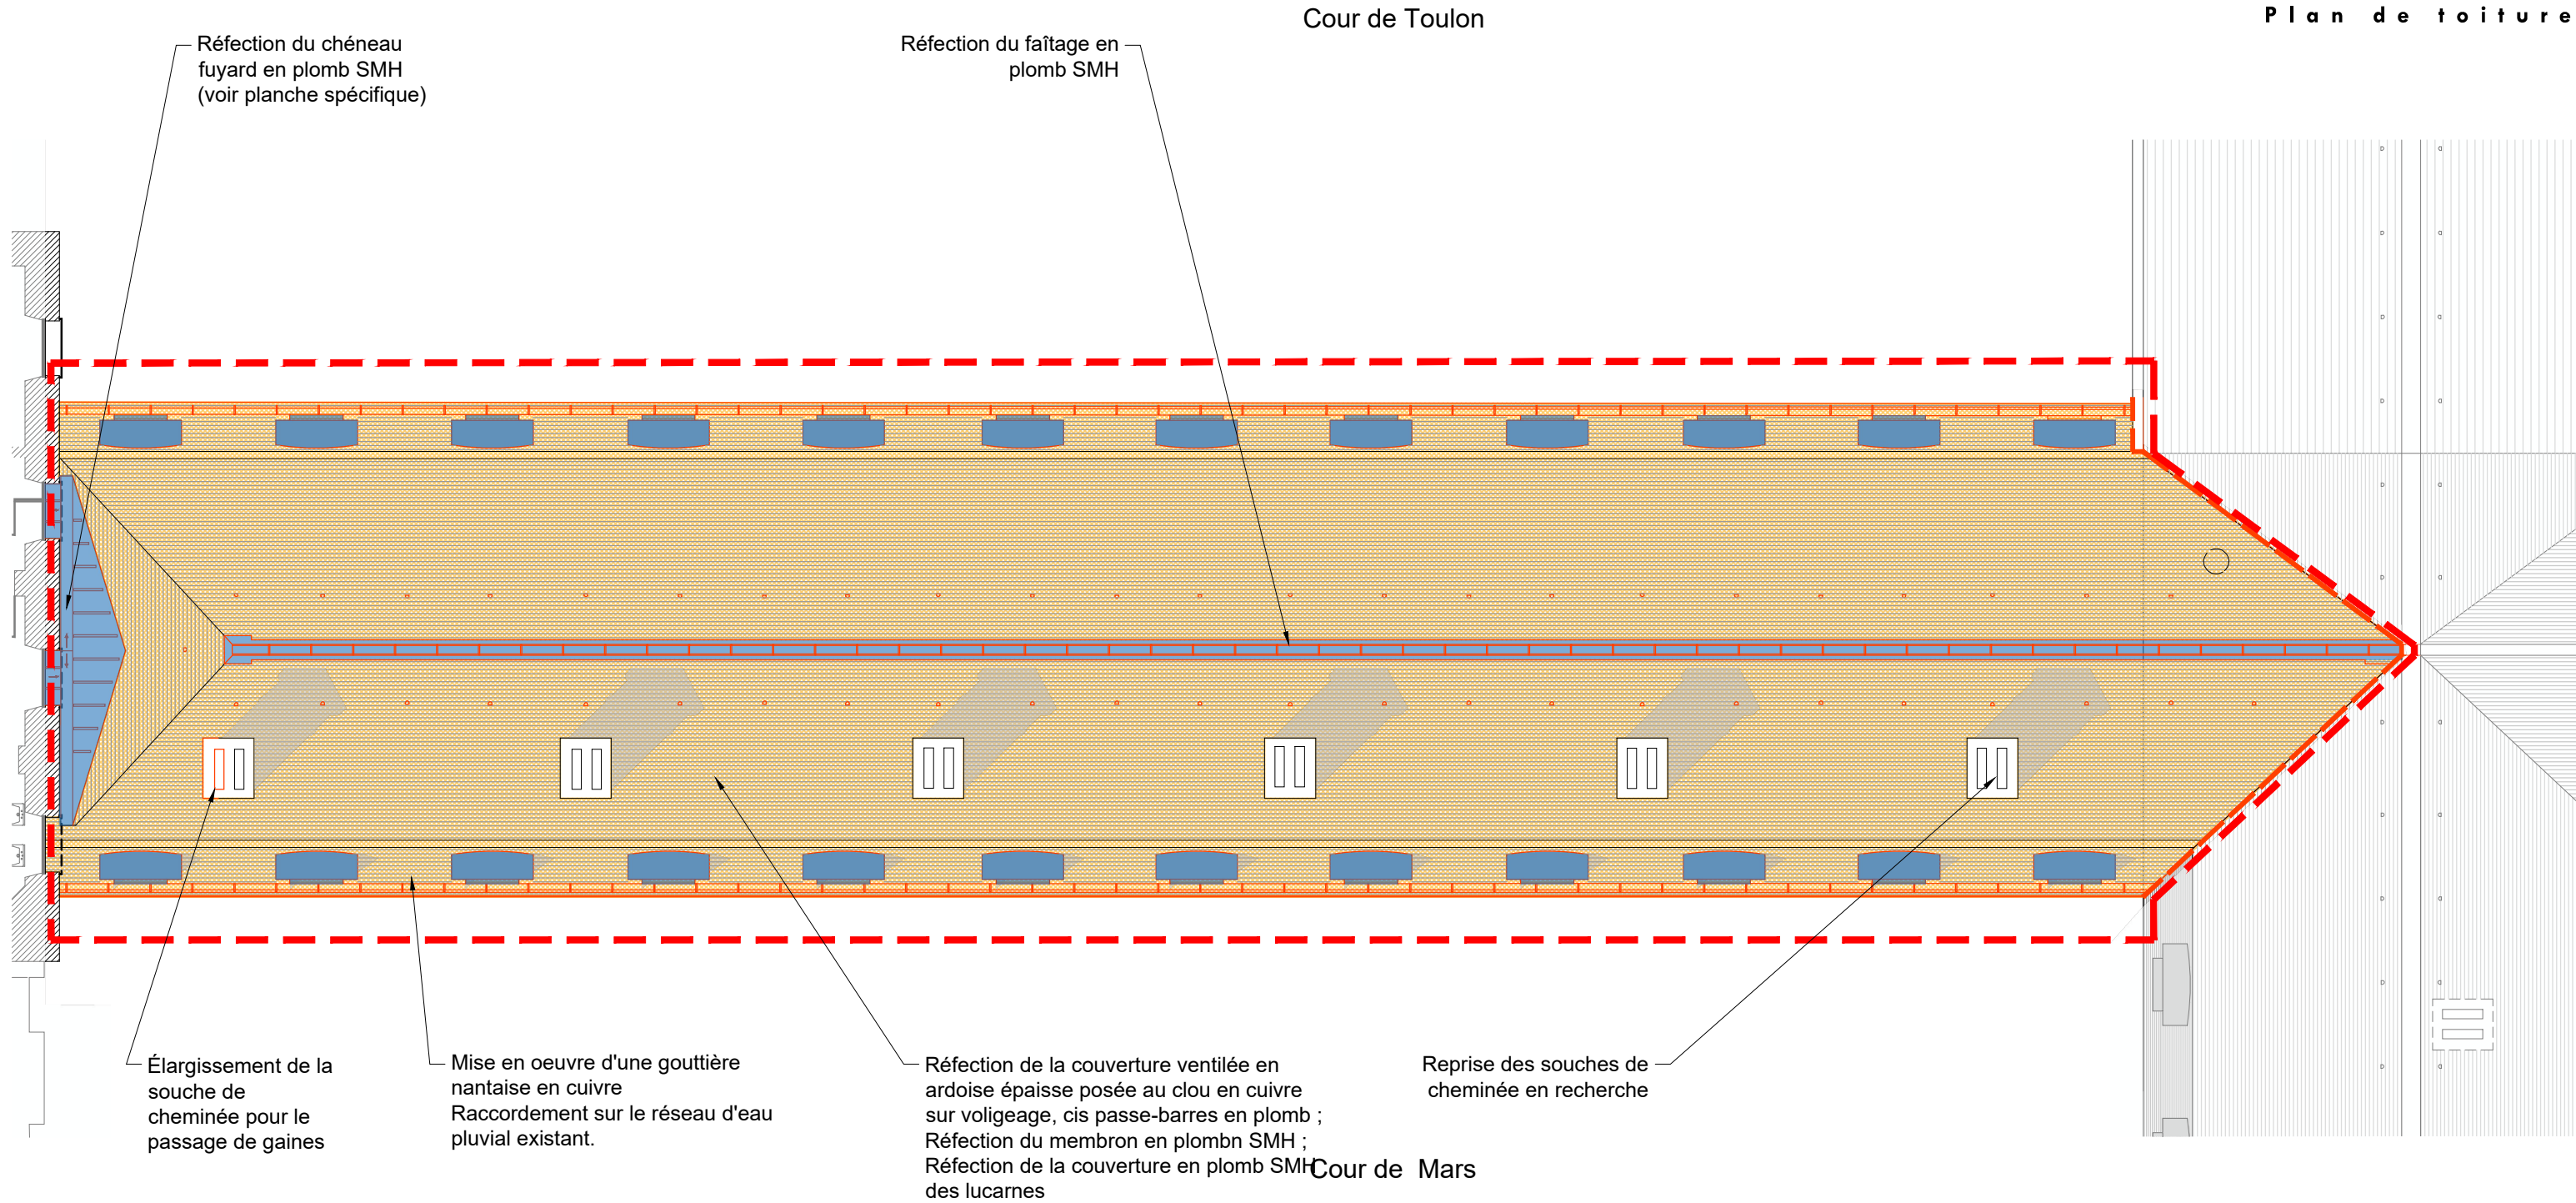 Cour de Toulon
Plan de toiture
Réfection du chéneau
fuyard en plomb SMH
(voir planche spécifique)
Réfection du faîtage en
plomb SMH
Élargissement de la
souche de
cheminée pour le
passage de gaines
Mise en oeuvre d'une gouttière
nantaise en cuivre
Raccordement sur le réseau d'eau
pluvial existant.
Réfection de la couverture ventilée en
ardoise épaisse posée au clou en cuivre
sur voligeage, cis passe-barres en plomb ;
Réfection du membron en plombn SMH ;
Réfection de la couverture en plomb SMH
des lucarnes
Reprise des souches de
cheminée en recherche
Cour de Mars